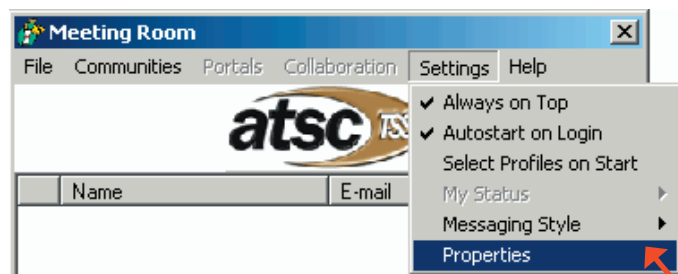 Meeting Room
File Communities Portals Collaboration Settings Help
atsc TSS
✔ Always on Top
✔ Autostart on Login
Select Profiles on Start
My Status
Messaging Style
Properties
Name E-mail